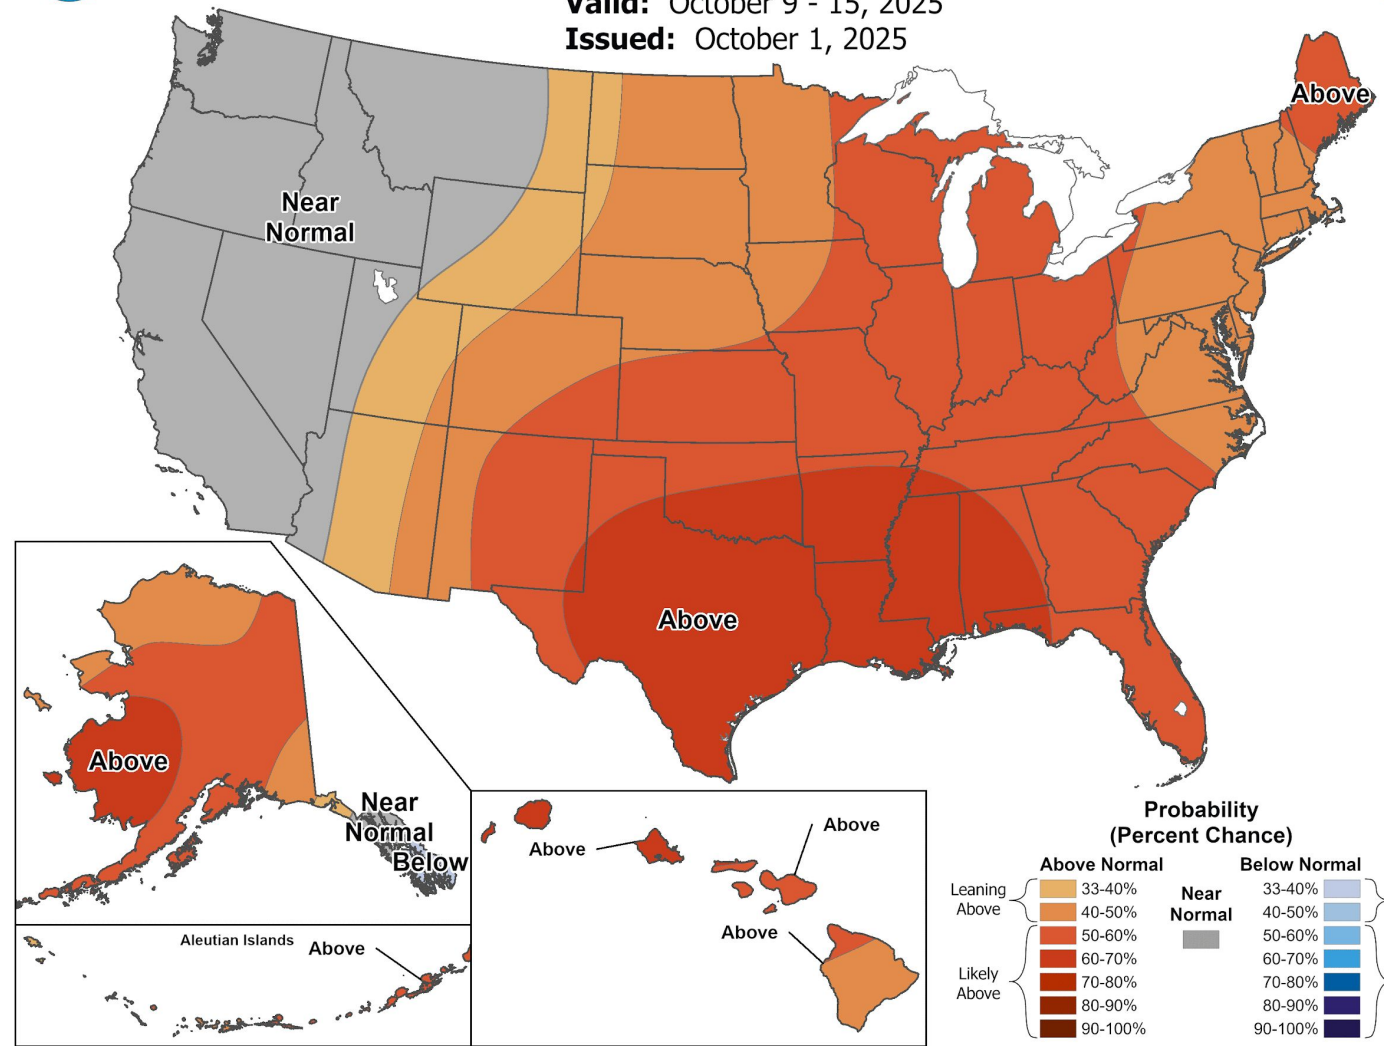 Valid: October 9 - 15, 2025
Issued: October 1, 2025
Above
Near
Normal
Above
Above
Near
Normal
Below
Aleutian Islands
Above
Above
Above
Above
Probability
(Percent Chance)
Above Normal
Below Normal
Leaning
Above
Likely
Above
33-40%
40-50%
50-60%
60-70%
70-80%
80-90%
90-100%
Near
Normal
33-40%
40-50%
50-60%
60-70%
70-80%
80-90%
90-100%